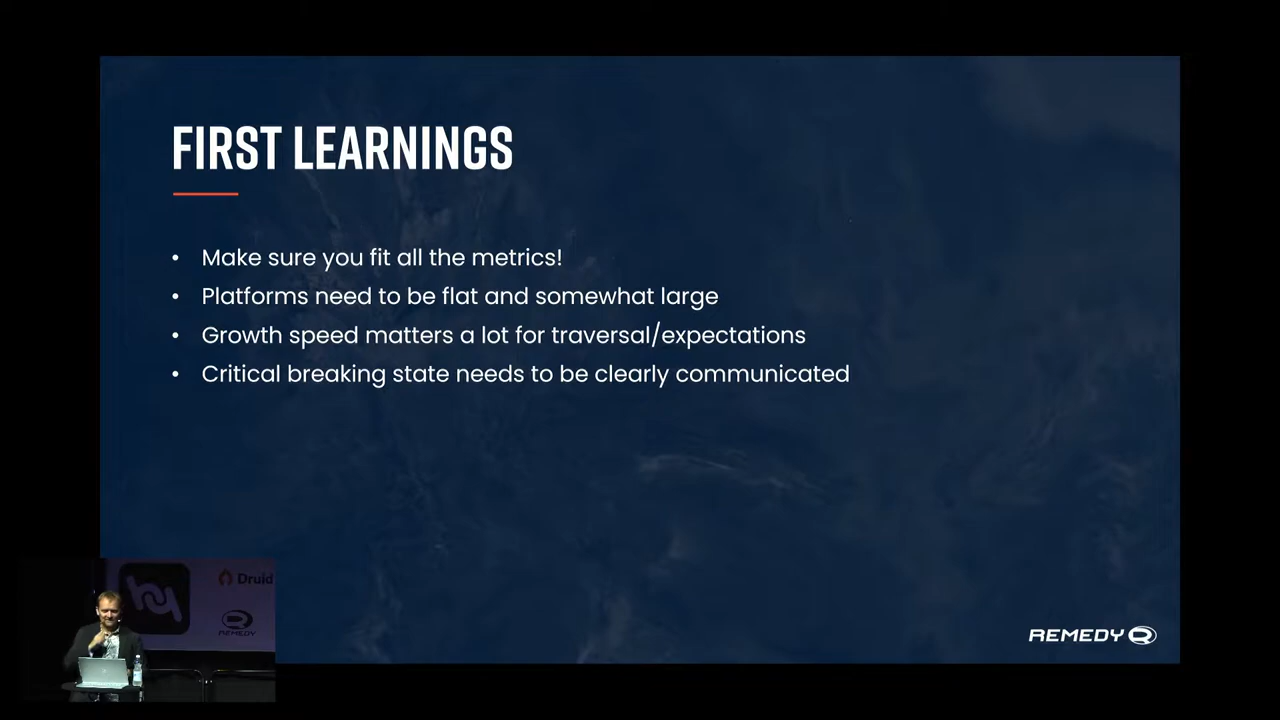 FIRST LEARNINGS
• Make sure you fit all the metrics!
• Platforms need to be flat and somewhat large
• Growth speed matters a lot for traversal/expectations
• Critical breaking state needs to be clearly communicated
Druid
REMEDY
REMEDY